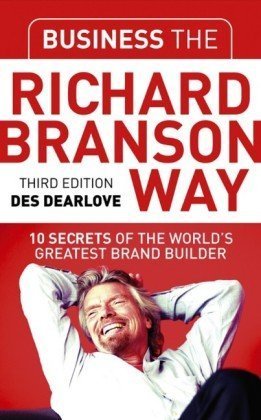 BUSINESS THE
RICHARD
BRANSON
THIRD EDITION
DES DEARLOVE
WAY
10 SECRETS OF THE WORLD'S
GREATEST BRAND BUILDER